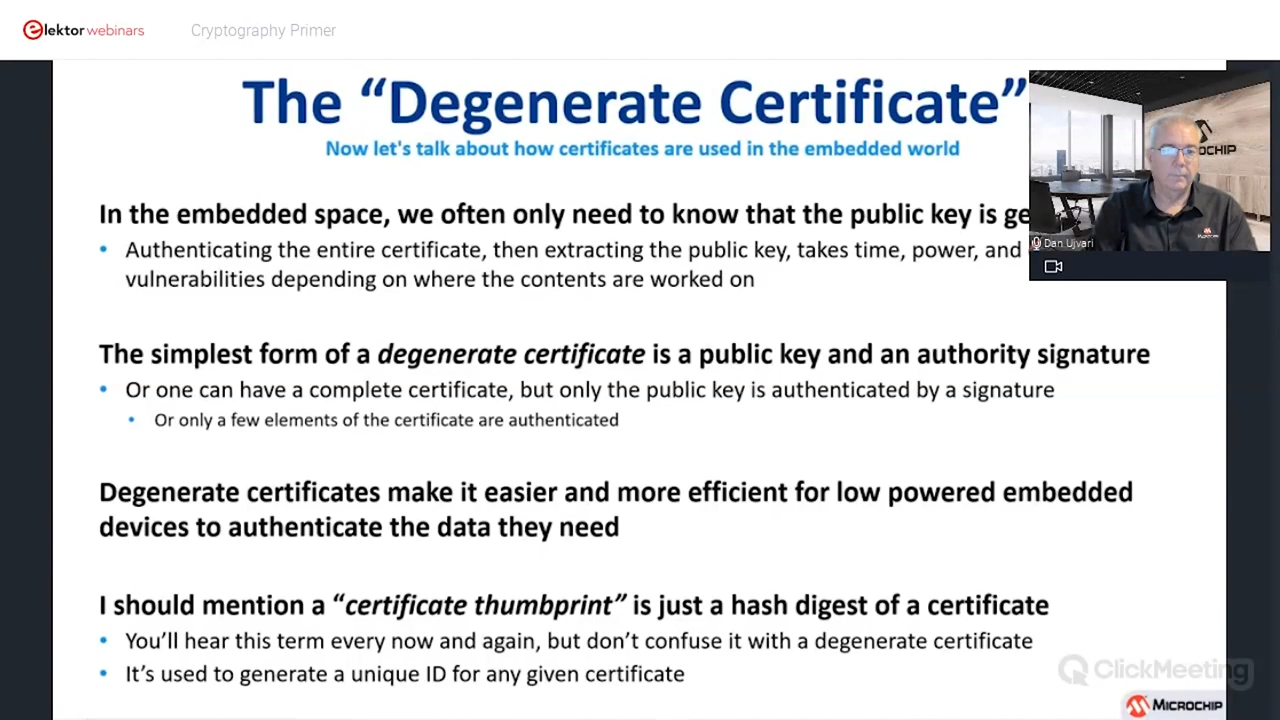 elektor webinars
Cryptography Primer
The “Degenerate Certificate”
Now let's talk about how certificates are used in the embedded world
ROCHIP
Dan Ujvari
In the embedded space, we often only need to know that the public key is
Authenticating the entire certificate, then extracting the public key, takes time, power, and
vulnerabilities depending on where the contents are worked on
The simplest form of a degenerate certificate is a public key and an authority signature
Or one can have a complete certificate, but only the public key is authenticated by a signature
Or only a few elements of the certificate are authenticated
Degenerate certificates make it easier and more efficient for low powered embedded
devices to authenticate the data they need
I should mention a “certificate thumbprint” is just a hash digest of a certificate
You’ll hear this term every now and again, but don’t confuse it with a degenerate certificate
It’s used to generate a unique ID for any given certificate
ClickMeeting
MICROCHIP